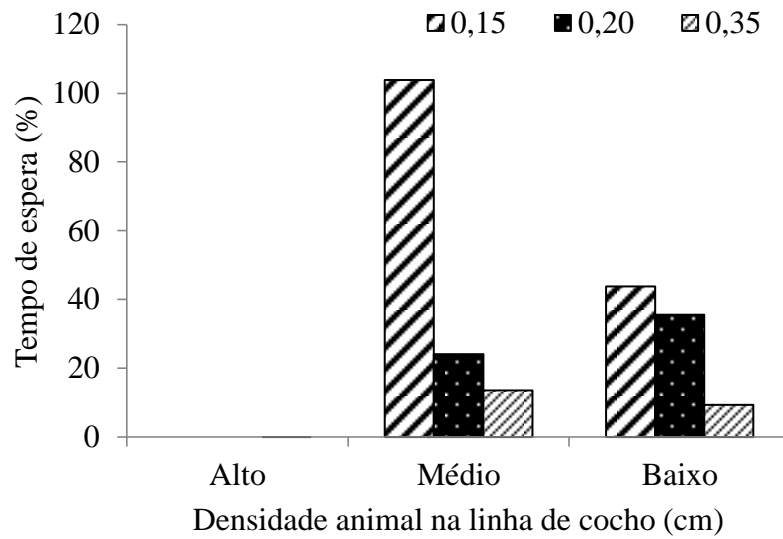 0,15 0,20 0,35
Tempo de espera (%)
120
100
80
60
40
20
0
Alto Médio Baixo
Densidade animal na linha de cocho (cm)